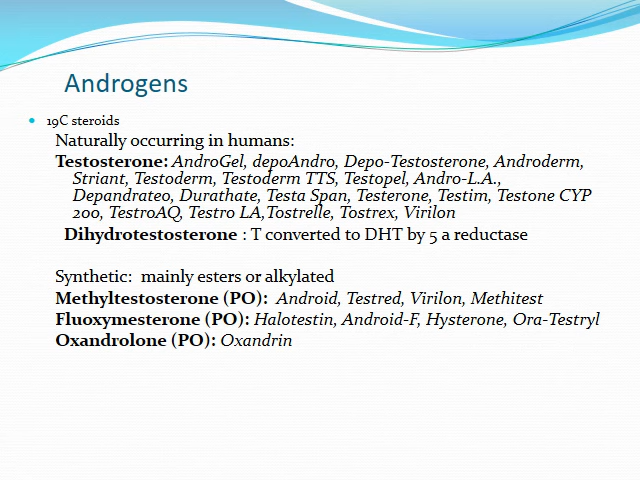 Androgens
19C steroids
Naturally occurring in humans:
Testosterone: AndroGel, depoAndro, Depo-Testosterone, Androderm,
Striant, Testoderm, Testoderm TTS, Testopel, Andro-L.A.,
Depandrateo, Durathate, Testa Span, Testerone, Testim, Testone CYP
200, TestroAQ, Testro LA,Tostrelle, Tostrex, Virilon
Dihydrotestosterone : T converted to DHT by 5 a reductase
Synthetic: mainly esters or alkylated
Methyltestosterone (PO): Android, Testred, Virilon, Methitest
Fluoxymesterone (PO): Halotestin, Android-F, Hysterone, Ora-Testryl
Oxandrolone (PO): Oxandrin